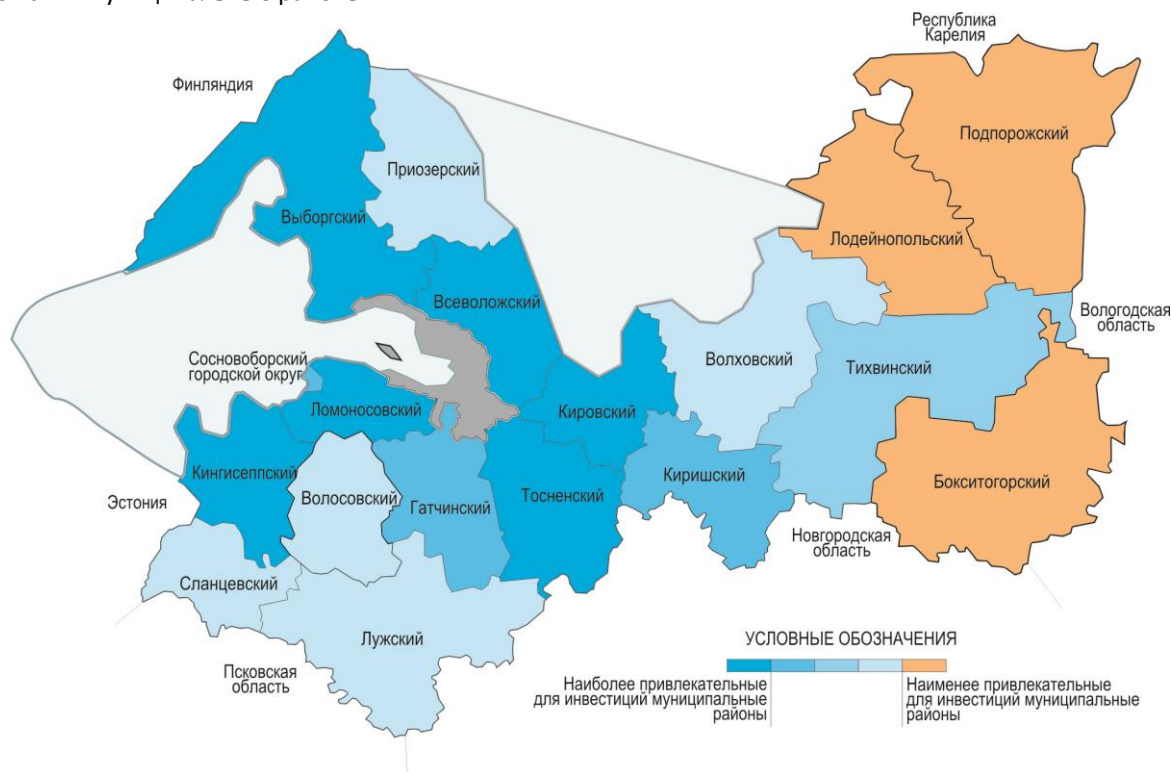 Республика
Карелия
Финляндия
Подпорожский
Приозерский
Выборгский
Лодейнопольский
Всеволожский
Вологодская
область
Сосновоборский
городской округ
Волховский
Тихвинский
Ломоносовский
Кировский
Кингисеппский
Волосовский
Гатчинский
Тосненский
Киришский
Бокситогорский
Эстония
Новгородская
область
Сланцевский
Лужский
Псковская
область
УСЛОВНЫЕ ОБОЗНАЧЕНИЯ
Наиболее привлекательные
для инвестиций муниципальные
районы
Наименее привлекательные
для инвестиций муниципальные
районы